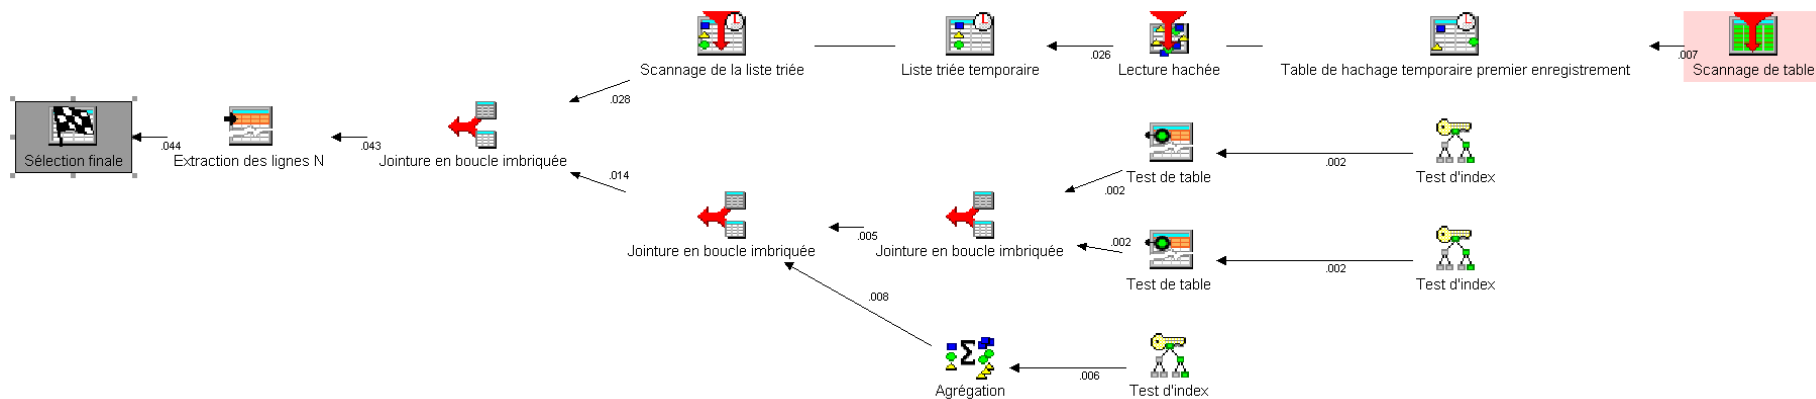 Scannage de la liste triée
Liste triée temporaire
.026
Lecture hachée
Table de hachage temporaire premier enregistrement
.007
Scannage de table
.028
Sélection finale
.044
Extraction des lignes N
.043
Jointure en boucle imbriquée
.014
Test de table
.002
Test d'index
.002
Jointure en boucle imbriquée
.005
Jointure en boucle imbriquée
.002
Test de table
.002
Test d'index
.008
Agrégation
.006
Test d'index